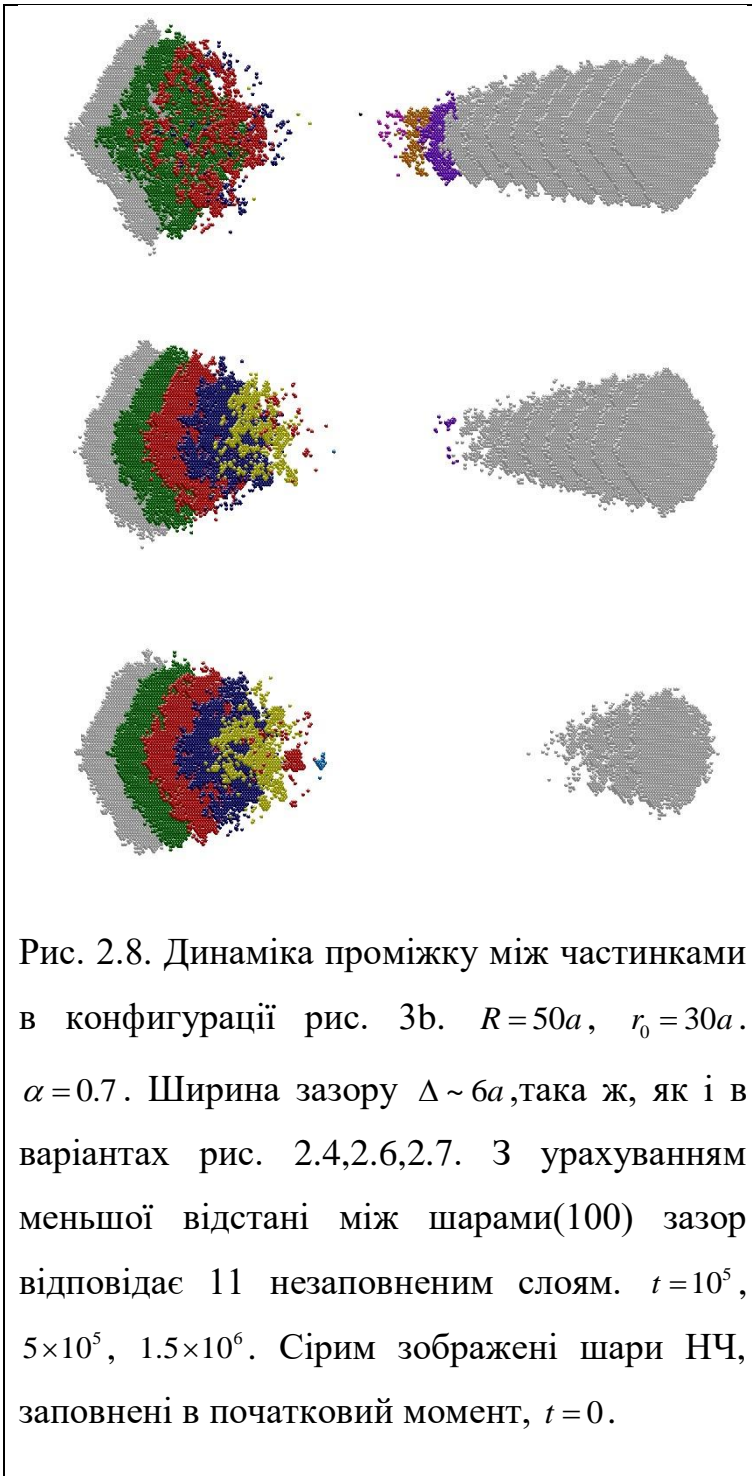 Рис. 2.8. Динаміка проміжку між частинками
в конфигурації рис. 3b. R = 50a, r₀ = 30a.
α = 0.7. Ширина зазору Δ ~ 6a,така ж, як і в
варіантах рис. 2.4,2.6,2.7. З урахуванням
меньшої відстані між шарами(100) зазор
відповідає 11 незаповненим слоям. t = 10⁵,
5×10⁵, 1.5×10⁶. Сірим зображені шари НЧ,
заповнені в початковий момент, t = 0.